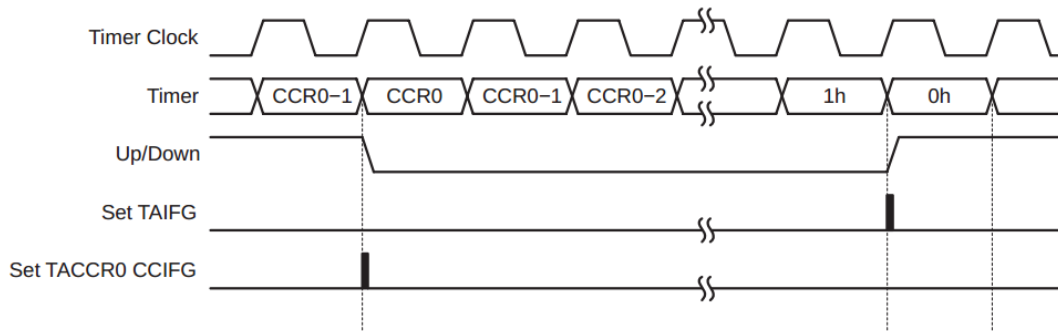 Timer Clock
Timer CCR0−1 CCR0 CCR0−1 CCR0−2 1h 0h
Up/Down
Set TAIFG
Set TACCR0 CCIFG